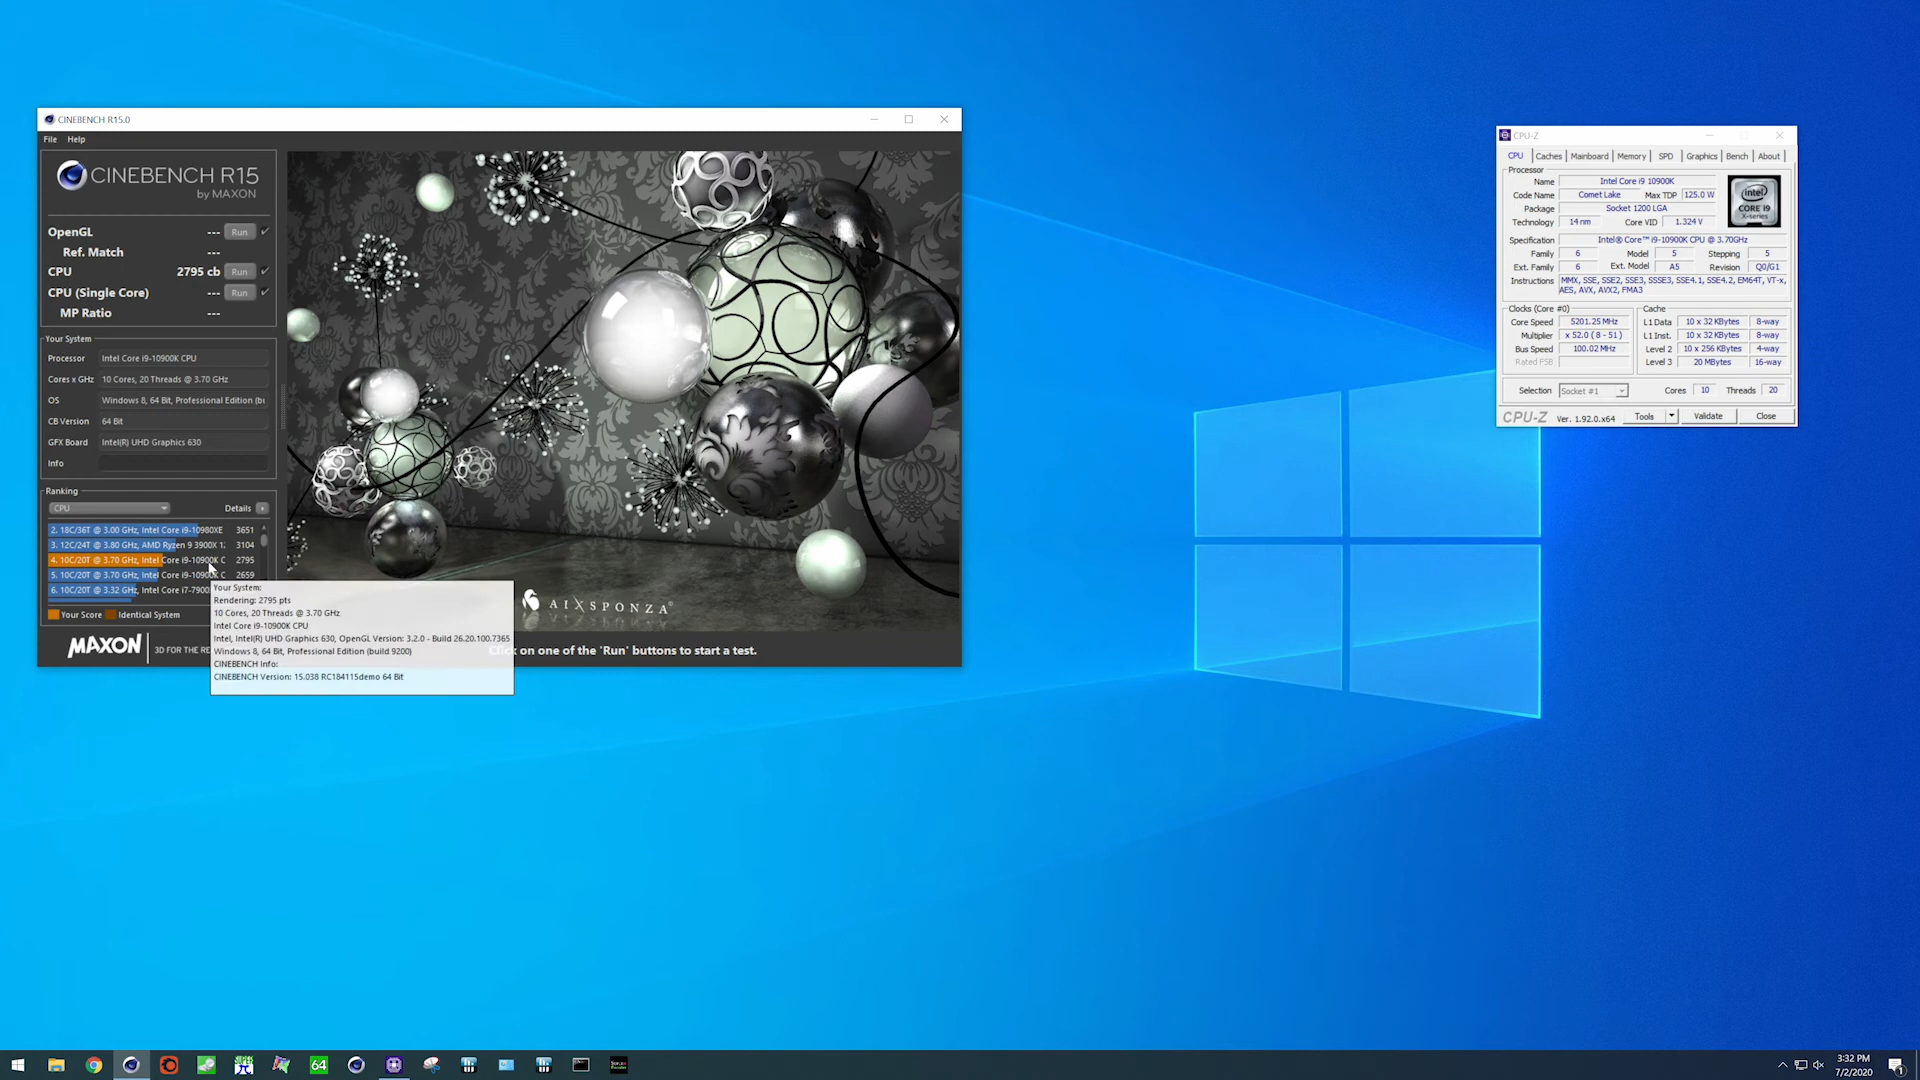 CINEBENCH R15.0
File Help
CINEBENCH R15
by MAXON
OpenGL --- Run
Ref. Match ---
CPU 2795 cb Run
CPU (Single Core) --- Run
MP Ratio ---
Your System
Processor Intel Core i9-10900K CPU
Cores x GHz 10 Cores, 20 Threads @ 3.70 GHz
OS Windows 8, 64 Bit, Professional Edition (bu
CB Version 64 Bit
GFX Board Intel(R) UHD Graphics 630
Info
Ranking
CPU Details
2. 18C/36T @ 3.00 GHz, Intel Core i9-10980XE 3651
3. 12C/24T @ 3.80 GHz, AMD Ryzen 9 3900X 1: 3104
4. 10C/20T @ 3.70 GHz, Intel Core i9-10900K C 2795
5. 10C/20T @ 3.70 GHz, Intel Core i9-10900K C 2659
6. 10C/20T @ 3.32 GHz, Intel Core i7-7900
Your Score Identical System
MAXON 3D FOR THE RE
Your System:
Rendering: 2795 pts
10 Cores, 20 Threads @ 3.70 GHz
Intel Core i9-10900K CPU
Intel, Intel(R) UHD Graphics 630, OpenGL Version: 3.2.0 - Build 26.20.100.7365
Windows 8, 64 Bit, Professional Edition (build 9200)
CINEBENCH Info:
CINEBENCH Version: 15.038 RC184115demo 64 Bit
AIXSPONZA®
Click on one of the 'Run' buttons to start a test.
CPU-Z
CPU Caches Mainboard Memory SPD Graphics Bench About
Processor
Name Intel Core i9 10900K
Code Name Comet Lake Max TDP 125.0 W
Package Socket 1200 LGA
Technology 14 nm Core VID 1.324 V
intel
CORE i9
X-series
Specification Intel® Core™ i9-10900K CPU @ 3.70GHz
Family 6 Model 5 Stepping 5
Ext. Family 6 Ext. Model A5 Revision Q0/G1
Instructions MMX, SSE, SSE2, SSE3, SSSE3, SSE4.1, SSE4.2, EM64T, VT-x,
AES, AVX, AVX2, FMA3
Clocks (Core #0)
Core Speed 5201.25 MHz
Multiplier x 52.0 ( 8 - 51 )
Bus Speed 100.02 MHz
Rated FSB
Cache
L1 Data 10 x 32 KBytes 8-way
L1 Inst. 10 x 32 KBytes 8-way
Level 2 10 x 256 KBytes 4-way
Level 3 20 MBytes 16-way
Selection Socket #1 Cores 10 Threads 20
CPU-Z Ver. 1.92.0.x64 Tools Validate Close
SUPER
π
64
3:32 PM
7/2/2020
1